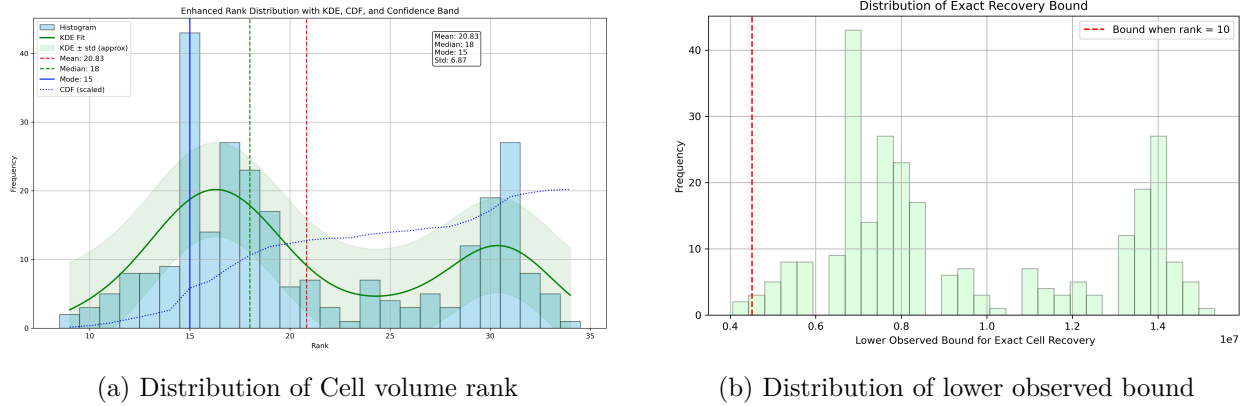 Enhanced Rank Distribution with KDE, CDF, and Confidence Band
Histogram
KDE Fit
KDE ± std (approx)
Mean: 20.83
Median: 18
Mode: 15
CDF (scaled)
Mean: 20.83
Median: 18
Mode: 15
Std: 6.87
Frequency
40
30
20
10
0
10
15
20
25
30
35
Rank
(a) Distribution of Cell volume rank
Distribution of Exact Recovery Bound
Bound when rank = 10
Frequency
40
30
20
10
0
0.4
0.6
0.8
1.0
1.2
1.4
1e7
Lower Observed Bound for Exact Cell Recovery
(b) Distribution of lower observed bound